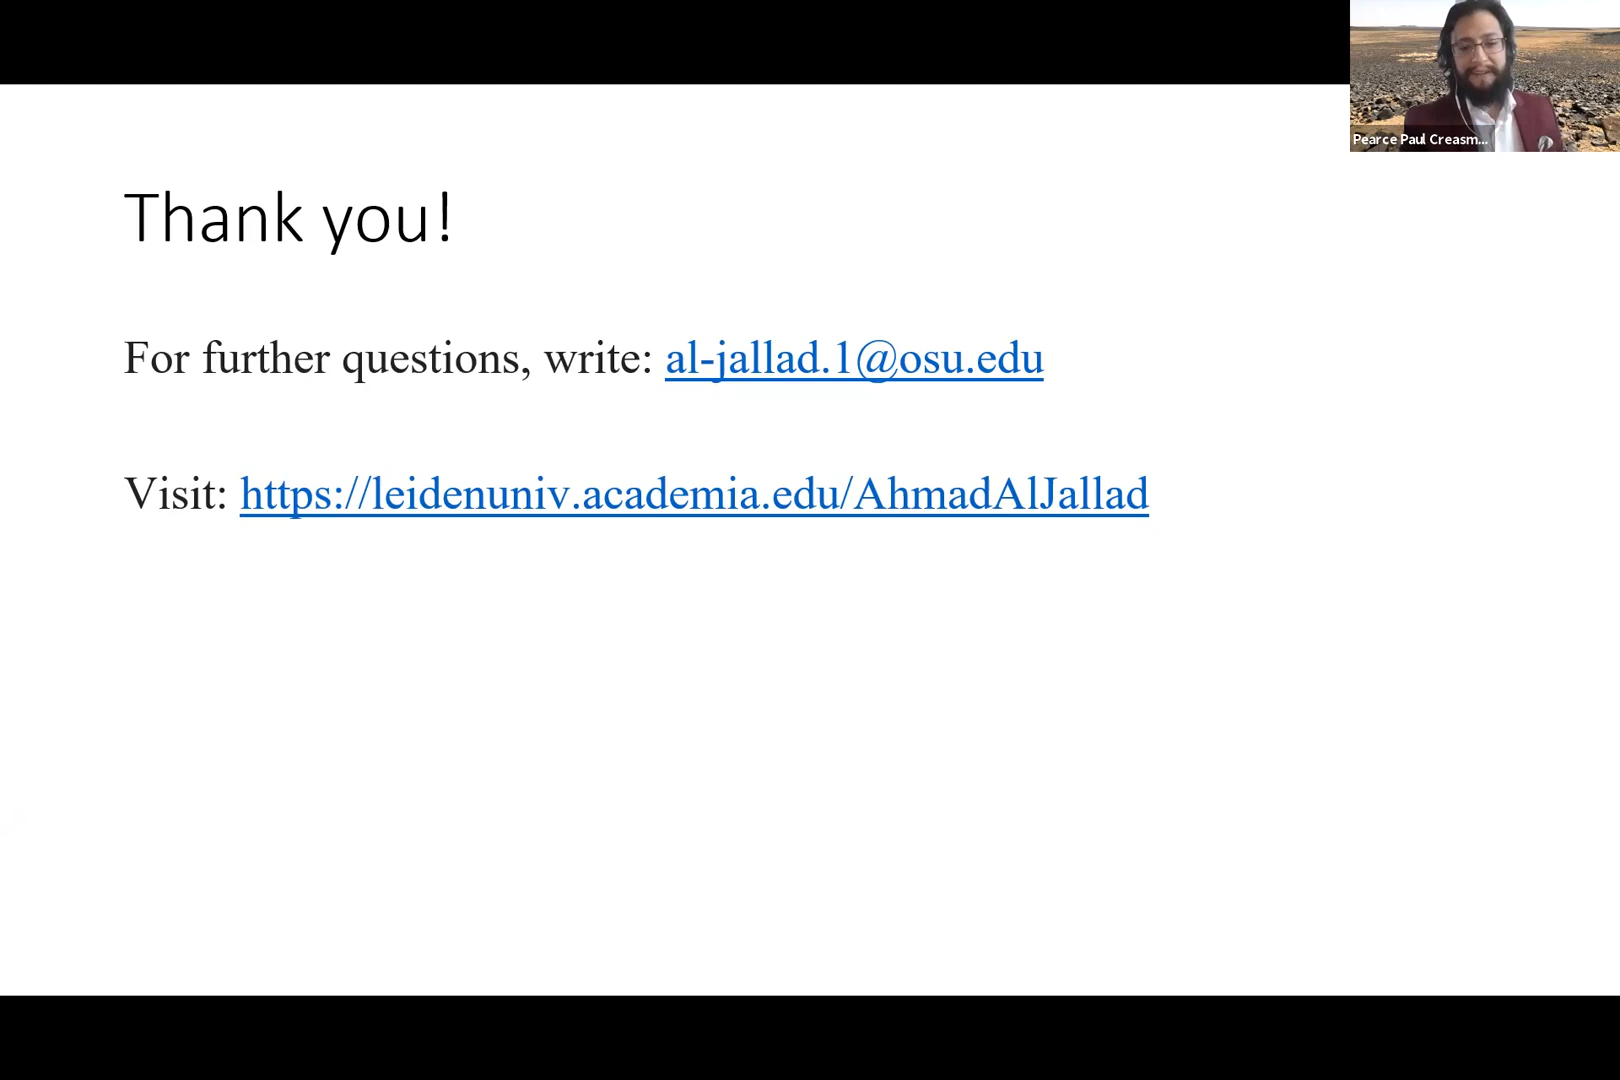 Pearce Paul Creasm...
Thank you!
For further questions, write: al-jallad.1@osu.edu
Visit: https://leidenuniv.academia.edu/AhmadAlJallad